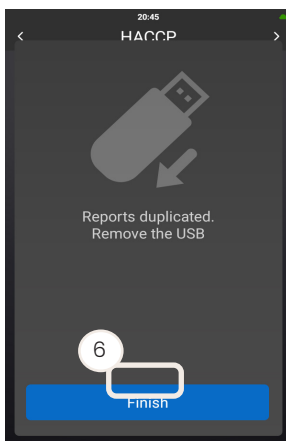 20:45
< HACCP >
Reports duplicated.
Remove the USB
6
Finish